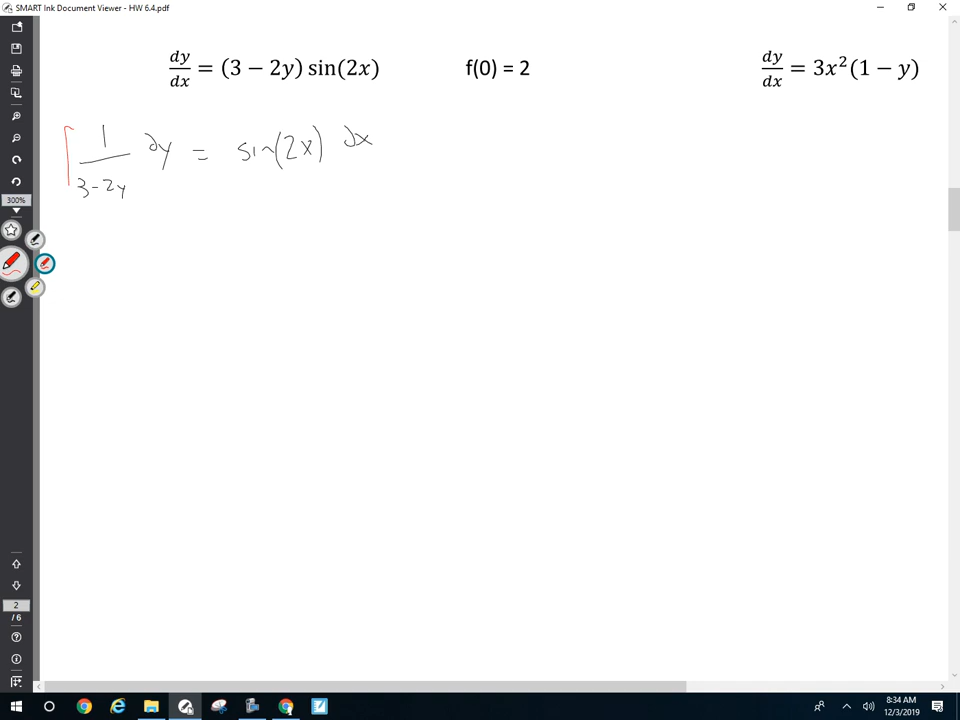 SMART Ink Document Viewer - HW 6.4.pdf
dy/dx = (3 − 2y) sin(2x) f(0) = 2 dy/dx = 3x²(1 − y)
1/(3-2y) dy = sin(2x) dx
300%
2
/ 6
8:34 AM
12/3/2019